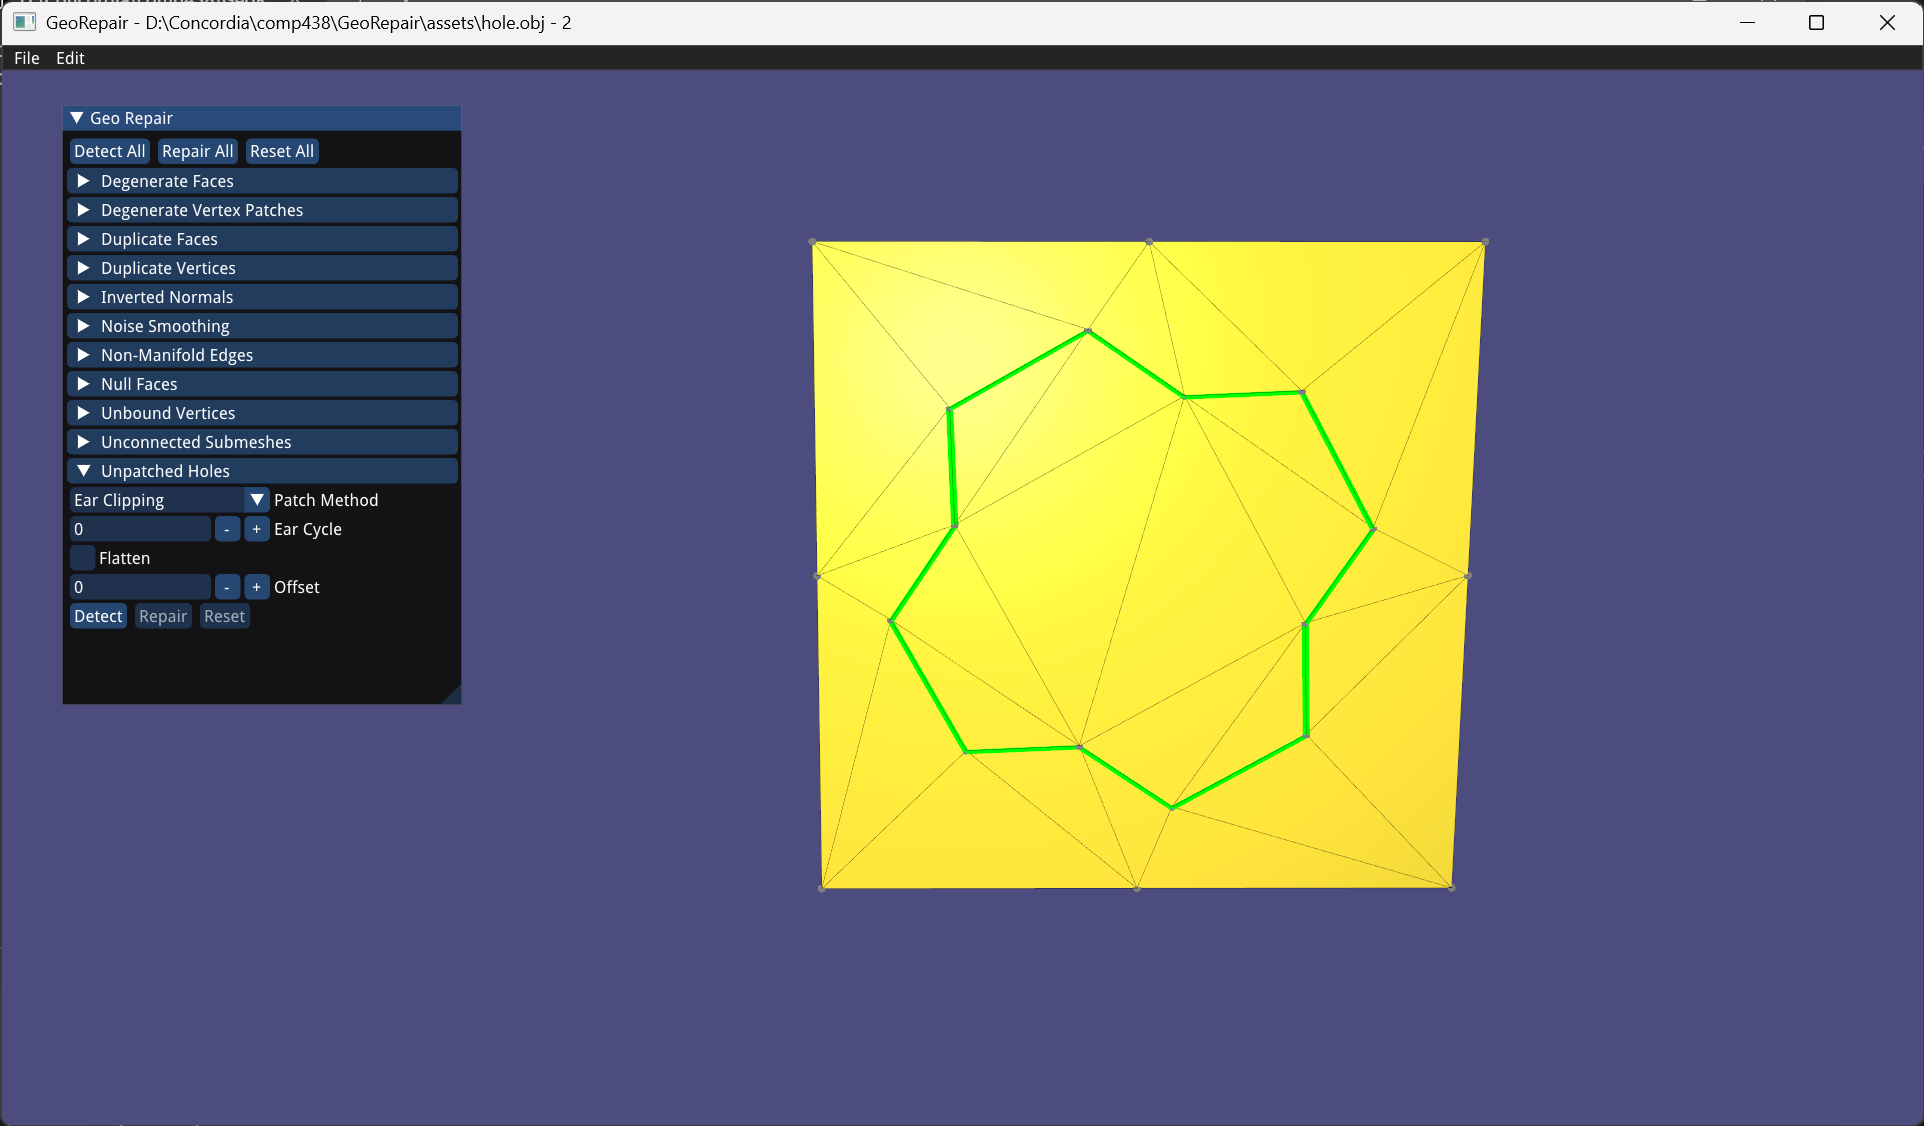 GeoRepair - D:\Concordia\comp438\GeoRepair\assets\hole.obj - 2
File Edit
Geo Repair
Detect All Repair All Reset All
Degenerate Faces
Degenerate Vertex Patches
Duplicate Faces
Duplicate Vertices
Inverted Normals
Noise Smoothing
Non-Manifold Edges
Null Faces
Unbound Vertices
Unconnected Submeshes
Unpatched Holes
Ear Clipping Patch Method
0 - + Ear Cycle
Flatten
0 - + Offset
Detect Repair Reset